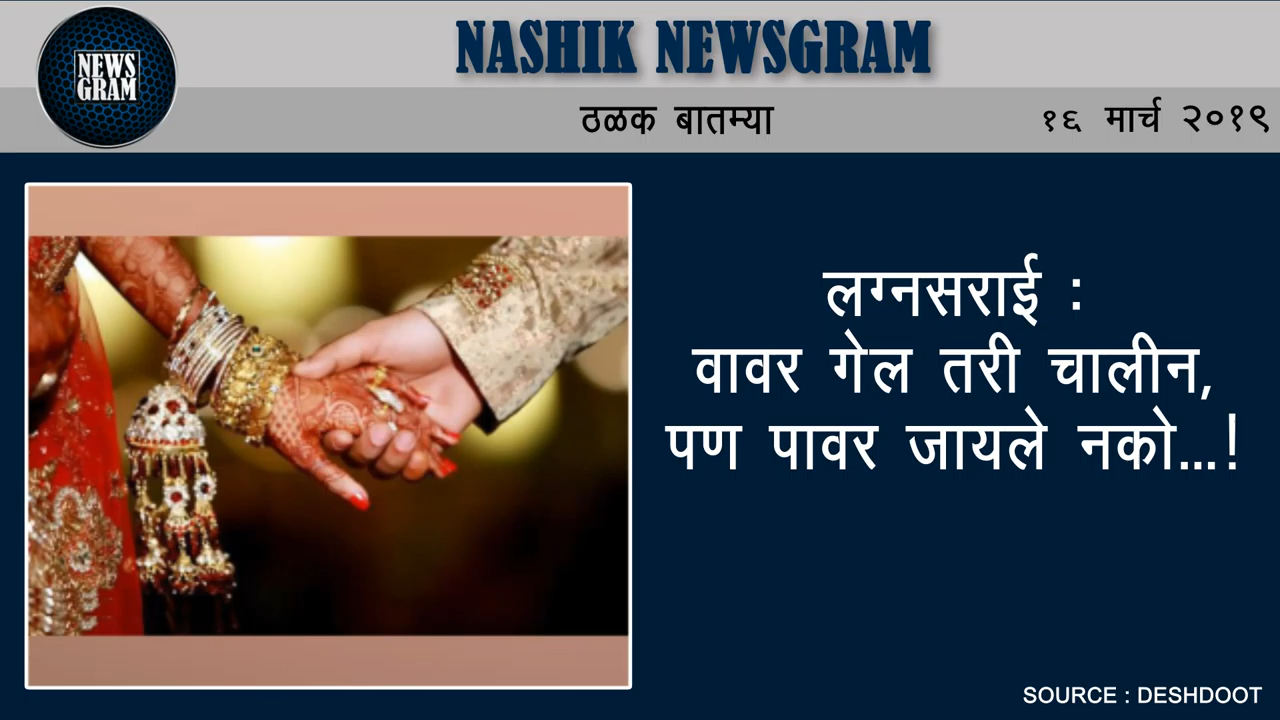 NEWS
GRAM
NASHIK NEWSGRAM
ठळक बातम्या
१६ मार्च २०१९
लग्नसराई :
वावर गेल तरी चालीन,
पण पावर जायले नको...!
SOURCE : DESHDOOT